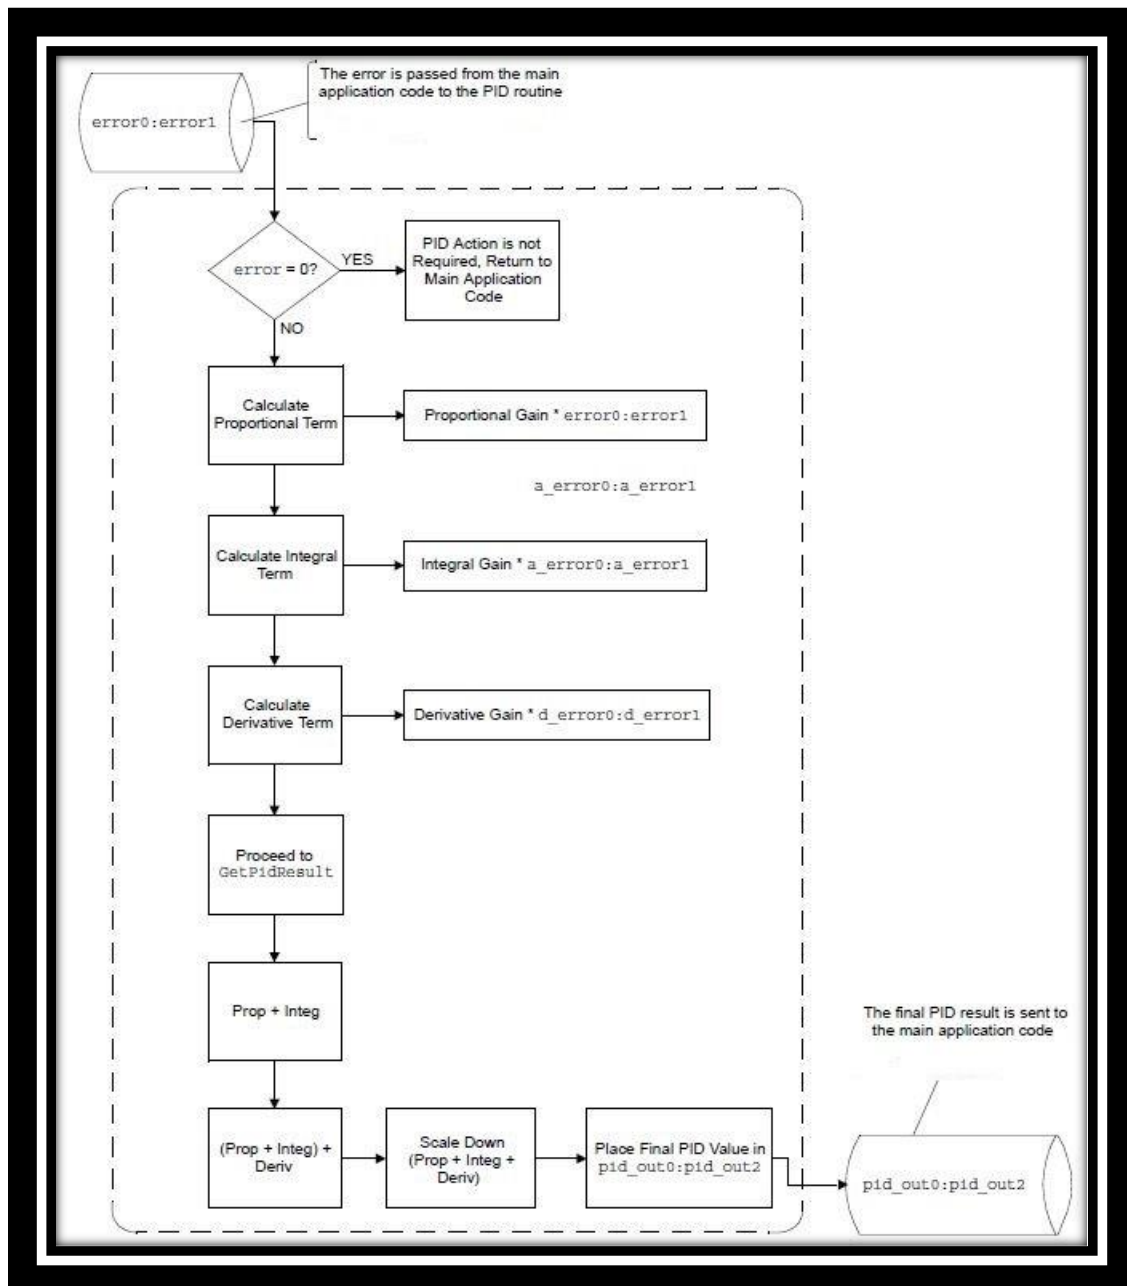 The error is passed from the main
application code to the PID routine
error0:error1
error = 0?
YES
PID Action is not
Required, Return to
Main Application
Code
NO
Calculate
Proportional Term
Proportional Gain * error0:error1
a_error0:a_error1
Calculate Integral
Term
Integral Gain * a_error0:a_error1
Calculate
Derivative Term
Derivative Gain * d_error0:d_error1
Proceed to
GetPidResult
Prop + Integ
The final PID result is sent to
the main application code
(Prop + Integ) +
Deriv
Scale Down
(Prop + Integ +
Deriv)
Place Final PID Value in
pid_out0:pid_out2
pid_out0:pid_out2